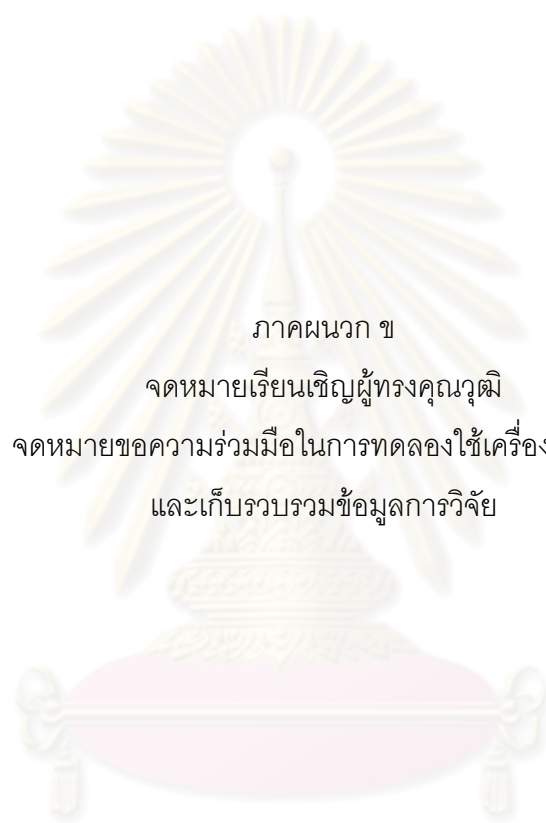 ภาคผนวก ข
จดหมายเรียนเชิญผู้ทรงคุณวุฒิ
จดหมายขอความร่วมมือในการทดลองใช้เครื่อง
และเก็บรวบรวมข้อมูลการวิจัย